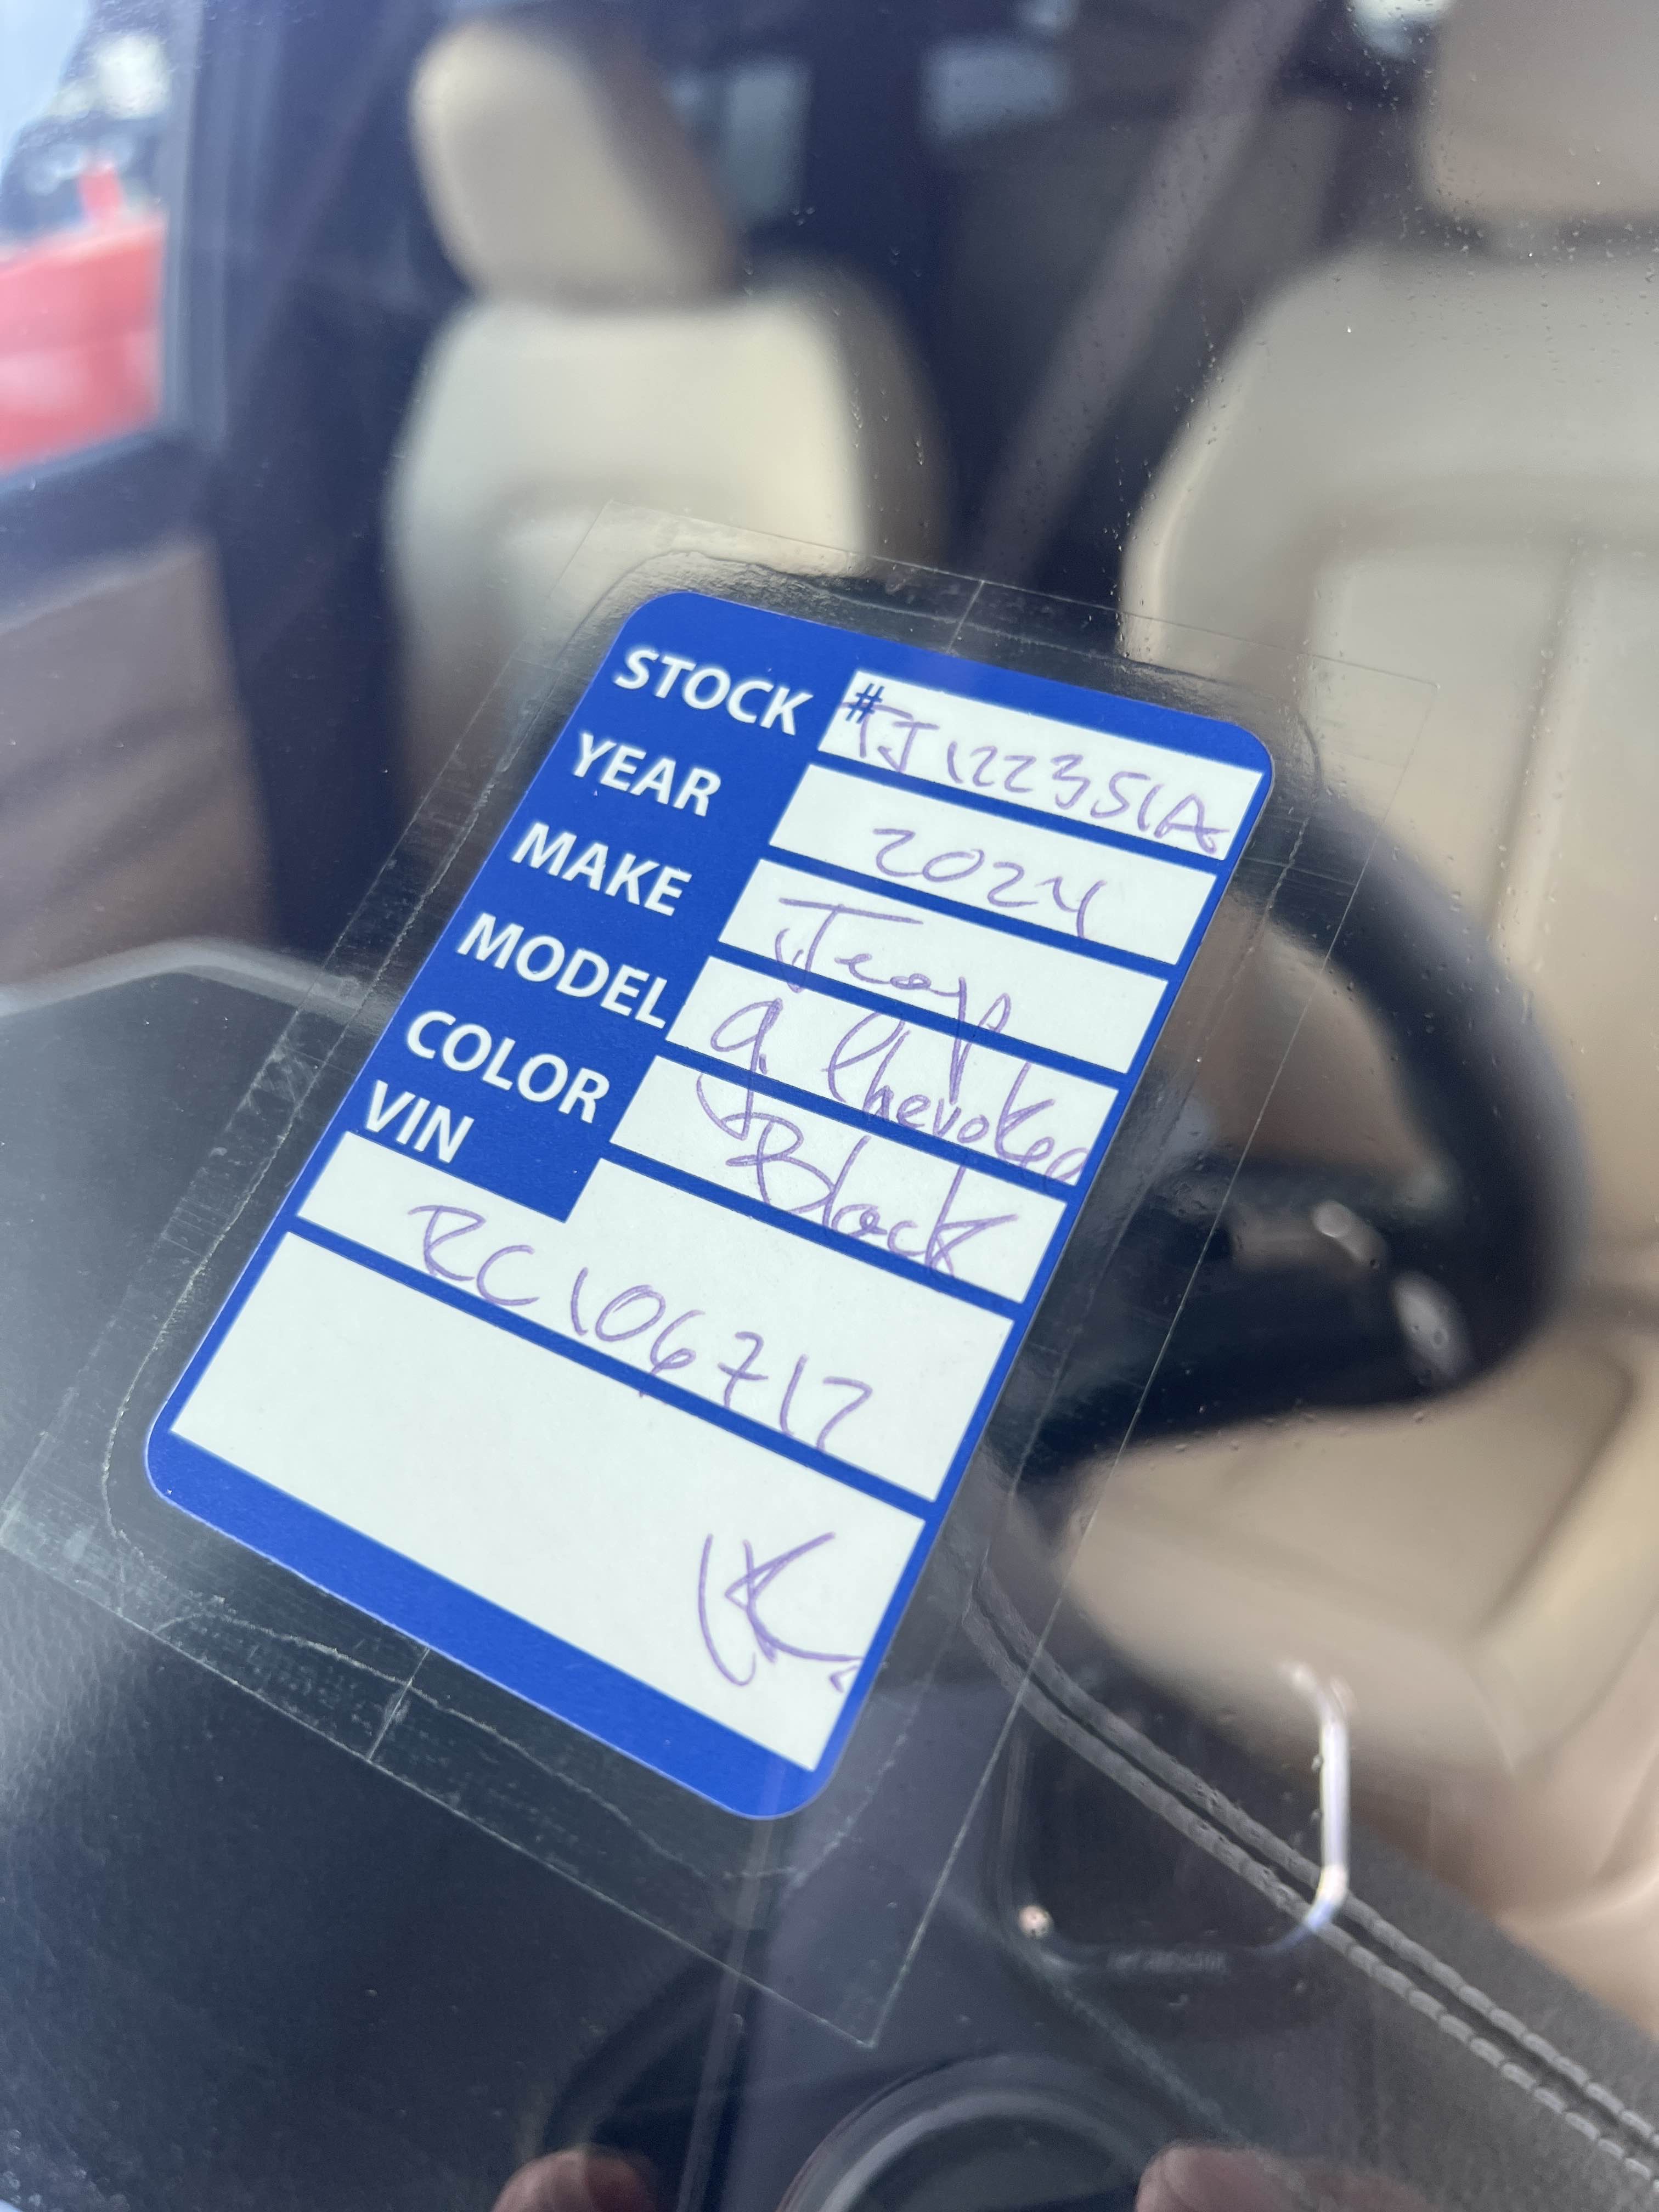 STOCK # TJ122351A
YEAR 2024
MAKE Jeep
MODEL g. Cherokee
COLOR Black
VIN
RC106717